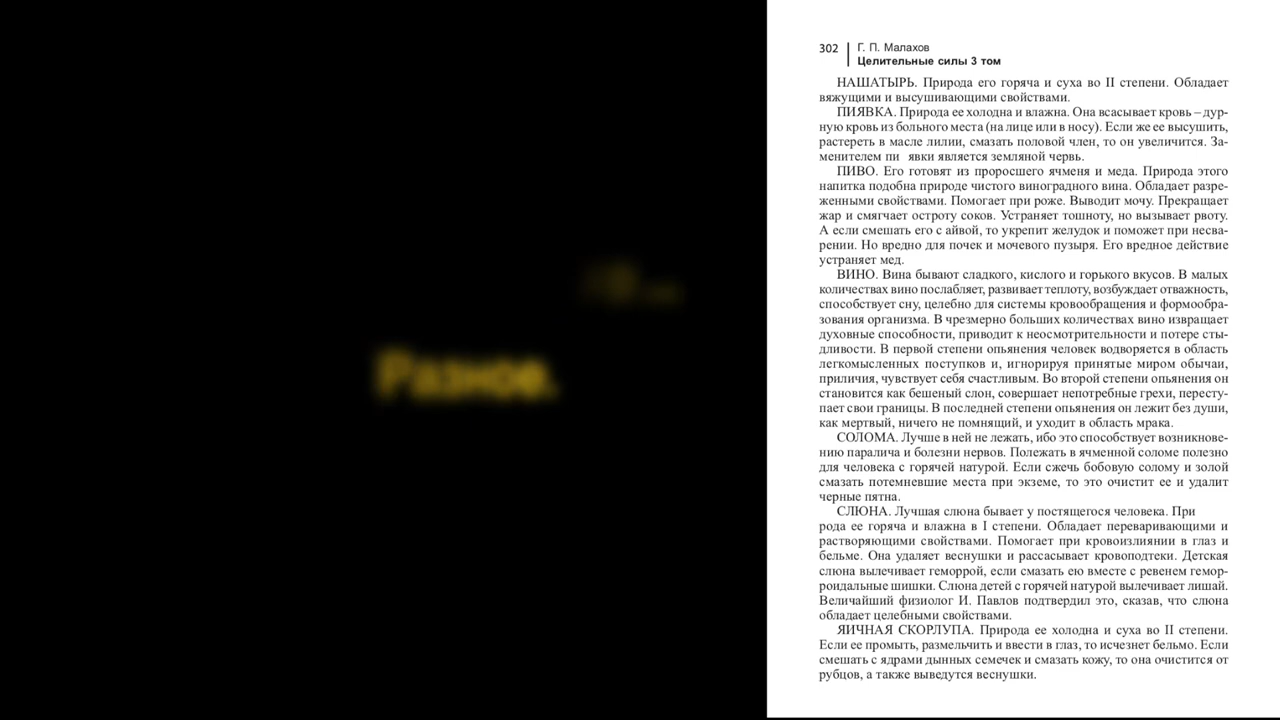 Разное.
302
Г. П. Малахов
Целительные силы 3 том
НАШАТЫРЬ. Природа его горяча и суха во II степени. Обладает
вяжущими и высушивающими свойствами.
ПИЯВКА. Природа ее холодна и влажна. Она всасывает кровь – дур-
ную кровь из больного места (на лице или в носу). Если же ее высушить,
растереть в масле лилии, смазать половой член, то он увеличится. За-
менителем пи явки является земляной червь.
ПИВО. Его готовят из проросшего ячменя и меда. Природа этого
напитка подобна природе чистого виноградного вина. Обладает разре-
женными свойствами. Помогает при роже. Выводит мочу. Прекращает
жар и смягчает остроту соков. Устраняет тошноту, но вызывает рвоту.
А если смешать его с айвой, то укрепит желудок и поможет при несва-
рении. Но вредно для почек и мочевого пузыря. Его вредное действие
устраняет мед.
ВИНО. Вина бывают сладкого, кислого и горького вкусов. В малых
количествах вино послабляет, развивает теплоту, возбуждает отважность,
способствует сну, целебно для системы кровообращения и формообра-
зования организма. В чрезмерно больших количествах вино извращает
духовные способности, приводит к неосмотрительности и потере сты-
дливости. В первой степени опьянения человек водворяется в область
легкомысленных поступков и, игнорируя принятые миром обычаи,
приличия, чувствует себя счастливым. Во второй степени опьянения он
становится как бешеный слон, совершает непотребные грехи, пересту-
пает свои границы. В последней степени опьянения он лежит без души,
как мертвый, ничего не помнящий, и уходит в область мрака.
СОЛОМА. Лучше в ней не лежать, ибо это способствует возникнове-
нию паралича и болезни нервов. Полежать в ячменной соломе полезно
для человека с горячей натурой. Если сжечь бобовую солому и золой
смазать потемневшие места при экземе, то это очистит ее и удалит
черные пятна.
СЛЮНА. Лучшая слюна бывает у постящегося человека. При
рода ее горяча и влажна в I степени. Обладает переваривающими и
растворяющими свойствами. Помогает при кровоизлиянии в глаз и
бельме. Она удаляет веснушки и рассасывает кровоподтеки. Детская
слюна вылечивает геморрой, если смазать ею вместе с ревенем гемор-
роидальные шишки. Слюна детей с горячей натурой вылечивает лишай.
Величайший физиолог И. Павлов подтвердил это, сказав, что слюна
обладает целебными свойствами.
ЯИЧНАЯ СКОРЛУПА. Природа ее холодна и суха во II степени.
Если ее промыть, размельчить и ввести в глаз, то исчезнет бельмо. Если
смешать с ядрами дынных семечек и смазать кожу, то она очистится от
рубцов, а также выведутся веснушки.